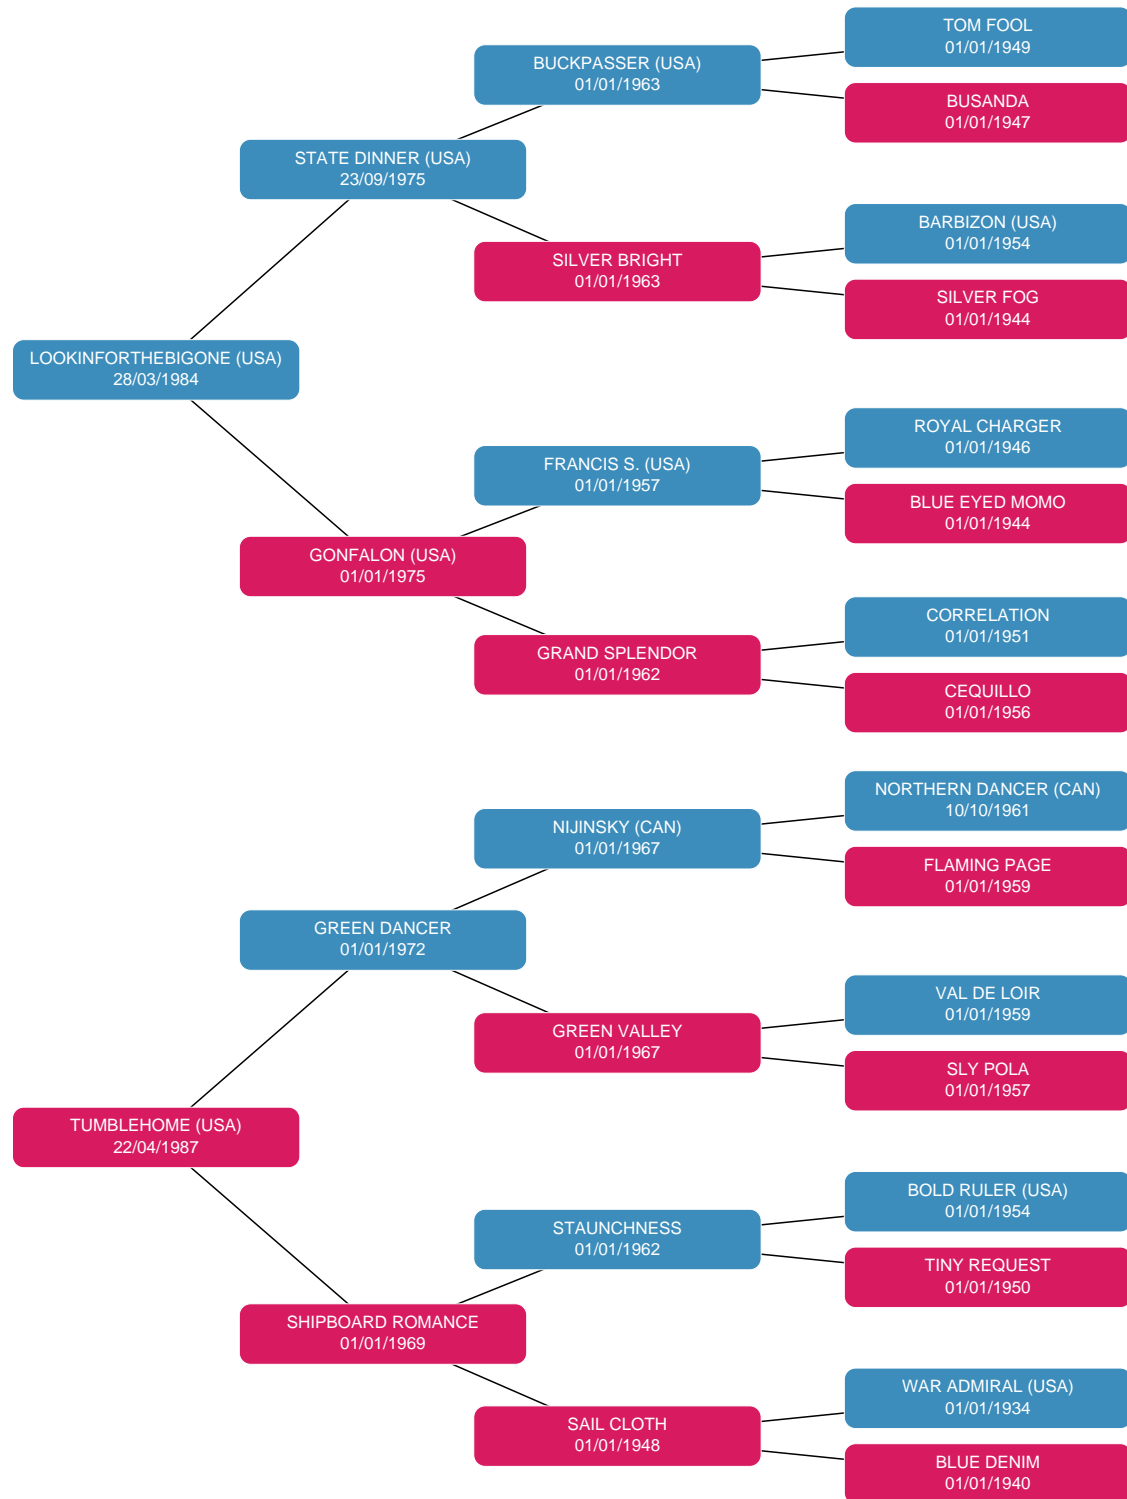 TOM FOOL
01/01/1949
BUCKPASSER (USA)
01/01/1963
BUSANDA
01/01/1947
STATE DINNER (USA)
23/09/1975
BARBIZON (USA)
01/01/1954
SILVER BRIGHT
01/01/1963
SILVER FOG
01/01/1944
LOOKINFORTHEBIGONE (USA)
28/03/1984
ROYAL CHARGER
01/01/1946
FRANCIS S. (USA)
01/01/1957
BLUE EYED MOMO
01/01/1944
GONFALON (USA)
01/01/1975
CORRELATION
01/01/1951
GRAND SPLENDOR
01/01/1962
CEQUILLO
01/01/1956
NORTHERN DANCER (CAN)
10/10/1961
NIJINSKY (CAN)
01/01/1967
FLAMING PAGE
01/01/1959
GREEN DANCER
01/01/1972
VAL DE LOIR
01/01/1959
GREEN VALLEY
01/01/1967
SLY POLA
01/01/1957
TUMBLEHOME (USA)
22/04/1987
BOLD RULER (USA)
01/01/1954
STAUNCHNESS
01/01/1962
TINY REQUEST
01/01/1950
SHIPBOARD ROMANCE
01/01/1969
WAR ADMIRAL (USA)
01/01/1934
SAIL CLOTH
01/01/1948
BLUE DENIM
01/01/1940